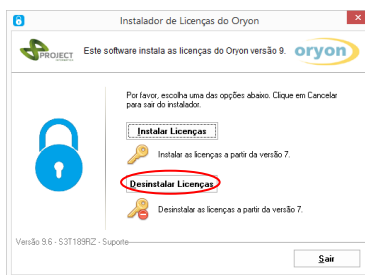 Instalador de Licenças do Oryon
PROJECT
Este software instala as licenças do Oryon versão 9.
oryon
Por favor, escolha uma das opções abaixo. Clique em Cancelar
para sair do instalador.
Instalar Licenças
Instalar as licenças a partir da versão 7.
Desinstalar Licenças
Desinstalar as licenças a partir da versão 7.
Versão 9.6 - S3T189RZ - Suporte
Sair